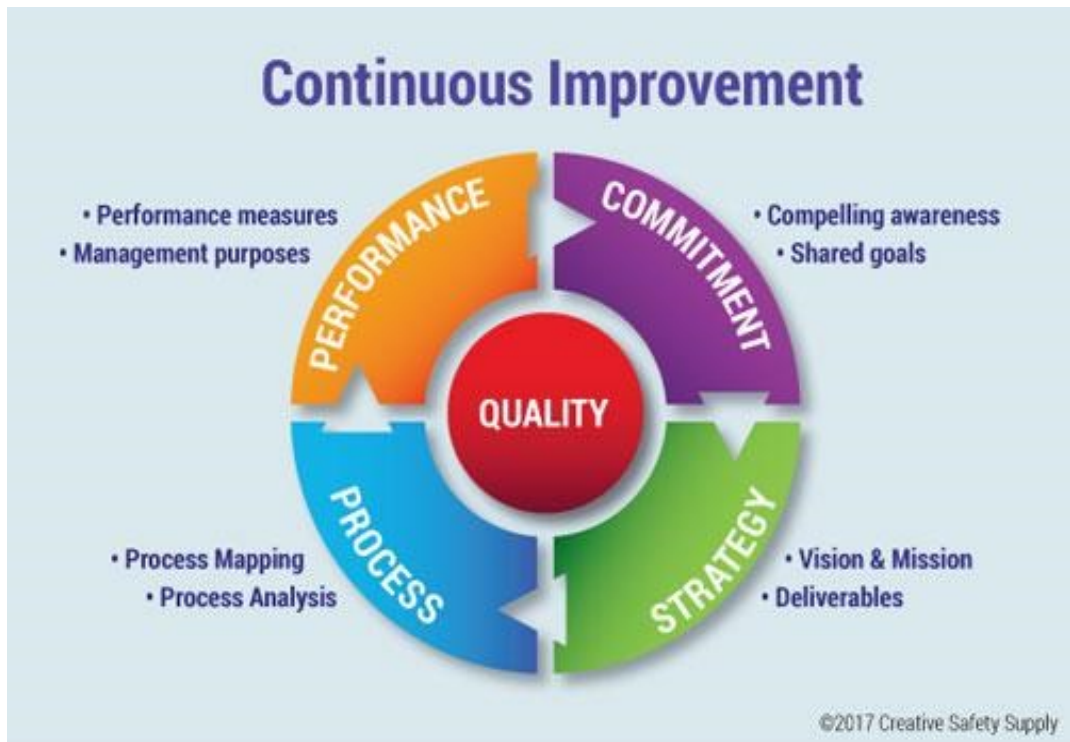 Continuous Improvement
• Performance measures
• Management purposes
PERFORMANCE
COMMITMENT
• Compelling awareness
• Shared goals
QUALITY
• Process Mapping
• Process Analysis
PROCESS
STRATEGY
• Vision & Mission
• Deliverables
©2017 Creative Safety Supply